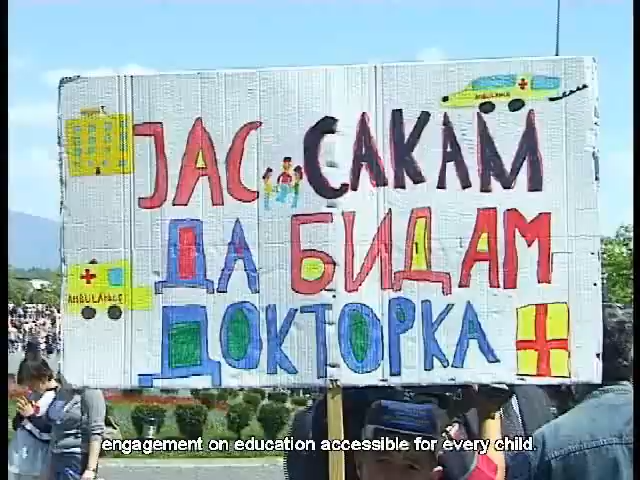 AMBULANCE
ЈАС САКАМ
ДА БИДАМ
AMBULANCE
ДОКТОРКА
engagement on education accessible for every child.